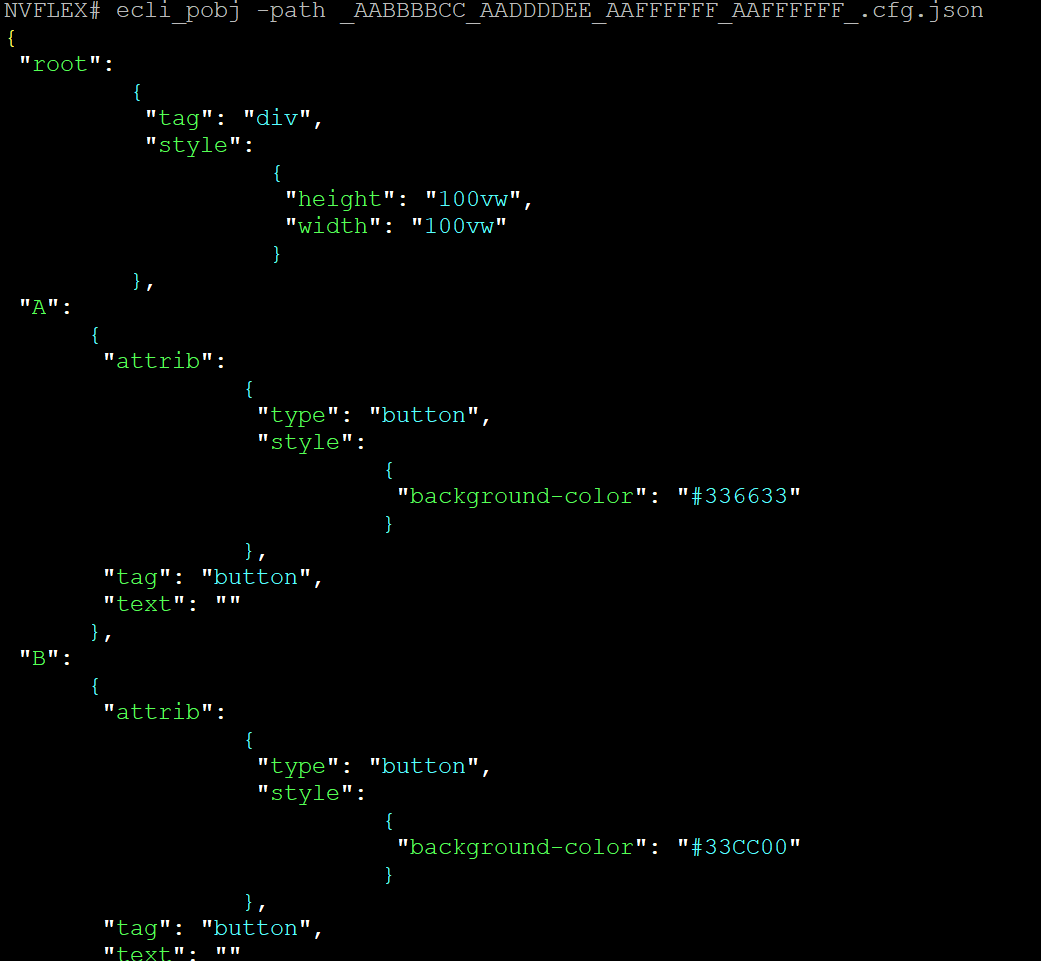 NVFLEX# ecli_pobj -path _AABBBBCC_AADDDDEE_AAFFFFFF_AAFFFFFF_.cfg.json
{
"root":
{
"tag": "div",
"style":
{
"height": "100vw",
"width": "100vw"
}
},
"A":
{
"attrib":
{
"type": "button",
"style":
{
"background-color": "#336633"
}
},
"tag": "button",
"text": ""
},
"B":
{
"attrib":
{
"type": "button",
"style":
{
"background-color": "#33CC00"
}
},
"tag": "button",
"text": ""